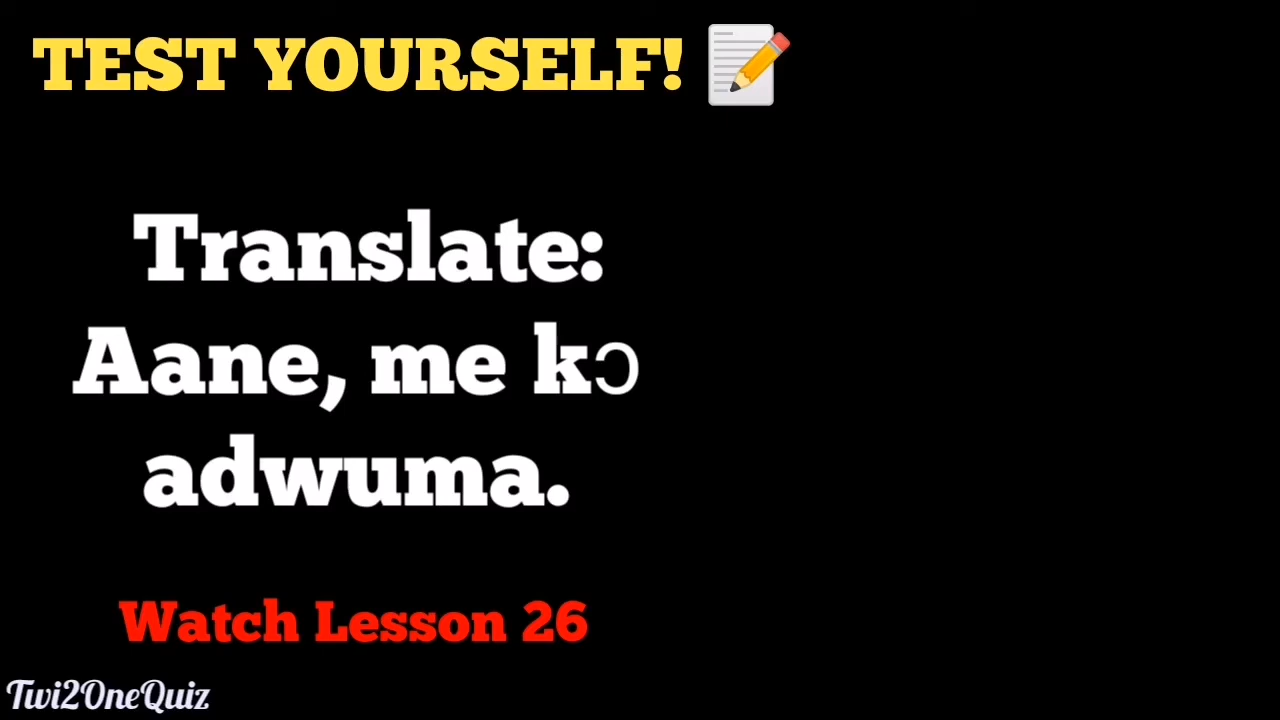 TEST YOURSELF! 📝
Translate:
Aane, me kɔ
adwuma.
Watch Lesson 26
Twi2OneQuiz